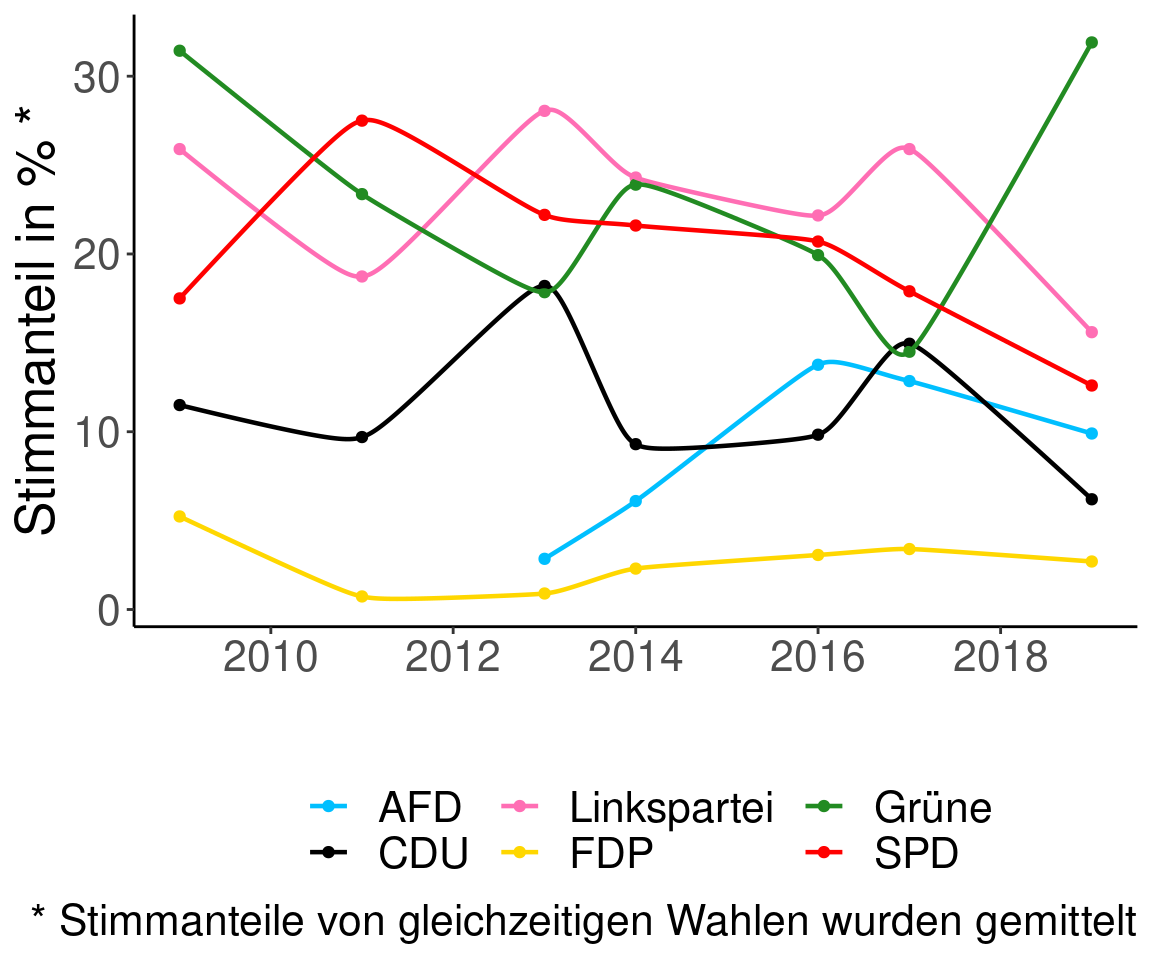 Stimmanteil in % *
30
20
10
0
2010 2012 2014 2016 2018
AFD Linkspartei Grüne
CDU FDP SPD
* Stimmanteile von gleichzeitigen Wahlen wurden gemittelt